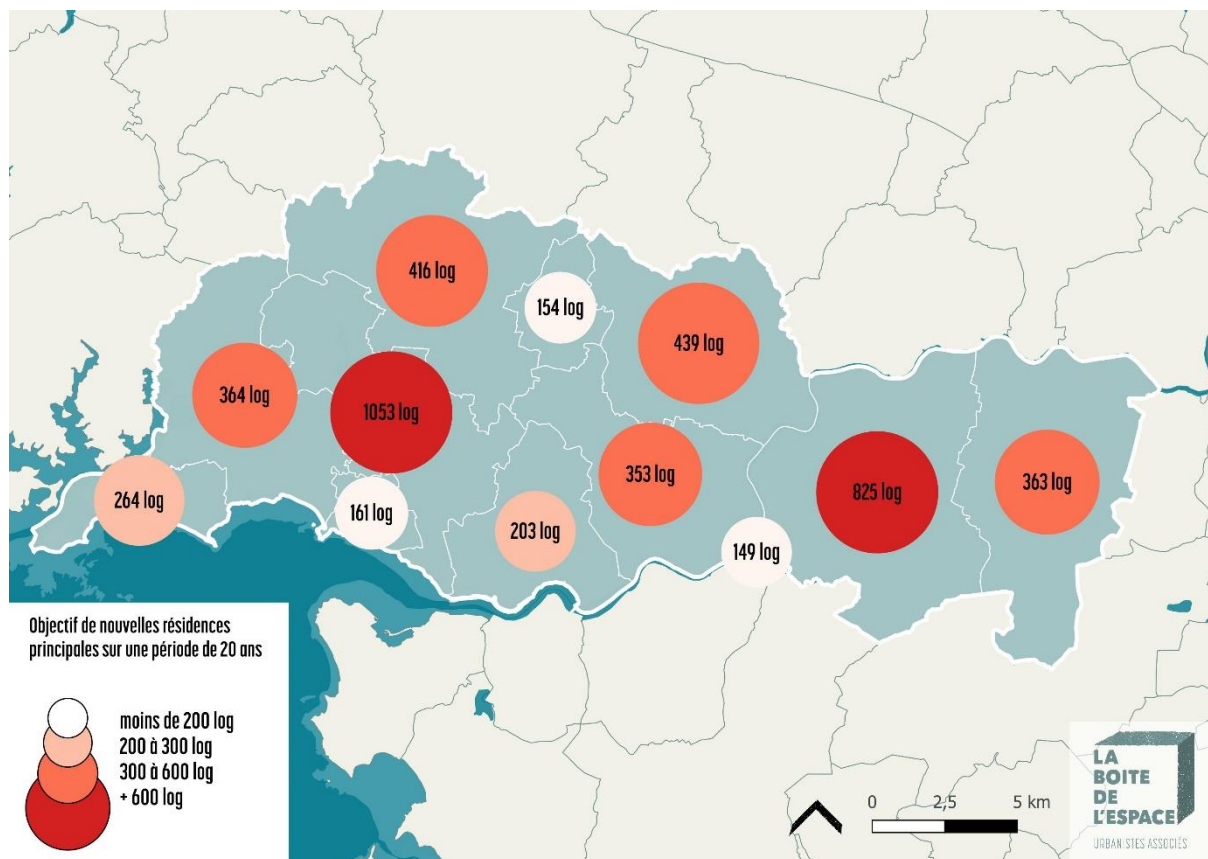 416 log
154 log
439 log
364 log
1053 log
353 log
825 log
363 log
264 log
161 log
203 log
149 log
Objectif de nouvelles résidences
principales sur une période de 20 ans
moins de 200 log
200 à 300 log
300 à 600 log
+ 600 log
0 2,5 5 km
LA
BOITE
DE
L'ESPACE
URBANISTES ASSOCIÉS